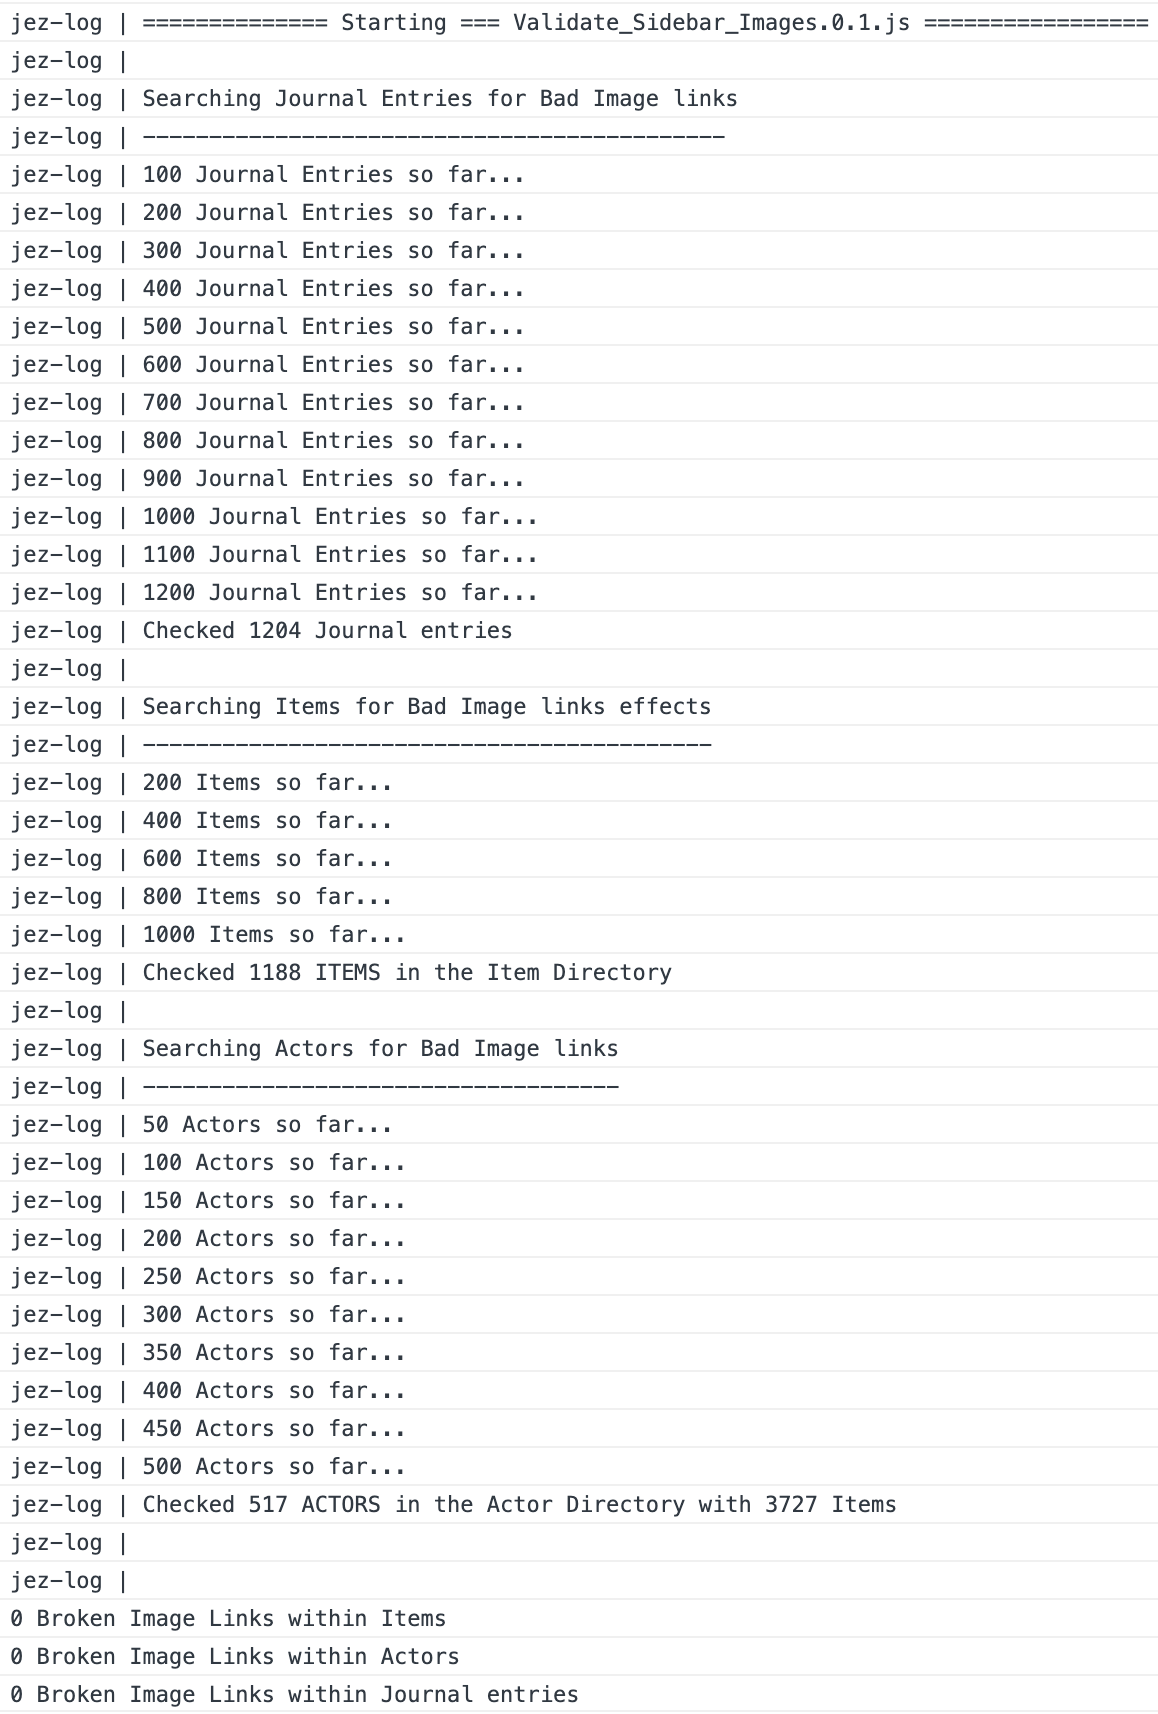 jez-log | ============== Starting === Validate_Sidebar_Images.0.1.js =================
jez-log |
jez-log | Searching Journal Entries for Bad Image links
jez-log | --------------------------------------------
jez-log | 100 Journal Entries so far...
jez-log | 200 Journal Entries so far...
jez-log | 300 Journal Entries so far...
jez-log | 400 Journal Entries so far...
jez-log | 500 Journal Entries so far...
jez-log | 600 Journal Entries so far...
jez-log | 700 Journal Entries so far...
jez-log | 800 Journal Entries so far...
jez-log | 900 Journal Entries so far...
jez-log | 1000 Journal Entries so far...
jez-log | 1100 Journal Entries so far...
jez-log | 1200 Journal Entries so far...
jez-log | Checked 1204 Journal entries
jez-log |
jez-log | Searching Items for Bad Image links effects
jez-log | -------------------------------------------
jez-log | 200 Items so far...
jez-log | 400 Items so far...
jez-log | 600 Items so far...
jez-log | 800 Items so far...
jez-log | 1000 Items so far...
jez-log | Checked 1188 ITEMS in the Item Directory
jez-log |
jez-log | Searching Actors for Bad Image links
jez-log | ------------------------------------
jez-log | 50 Actors so far...
jez-log | 100 Actors so far...
jez-log | 150 Actors so far...
jez-log | 200 Actors so far...
jez-log | 250 Actors so far...
jez-log | 300 Actors so far...
jez-log | 350 Actors so far...
jez-log | 400 Actors so far...
jez-log | 450 Actors so far...
jez-log | 500 Actors so far...
jez-log | Checked 517 ACTORS in the Actor Directory with 3727 Items
jez-log |
jez-log |
0 Broken Image Links within Items
0 Broken Image Links within Actors
0 Broken Image Links within Journal entries